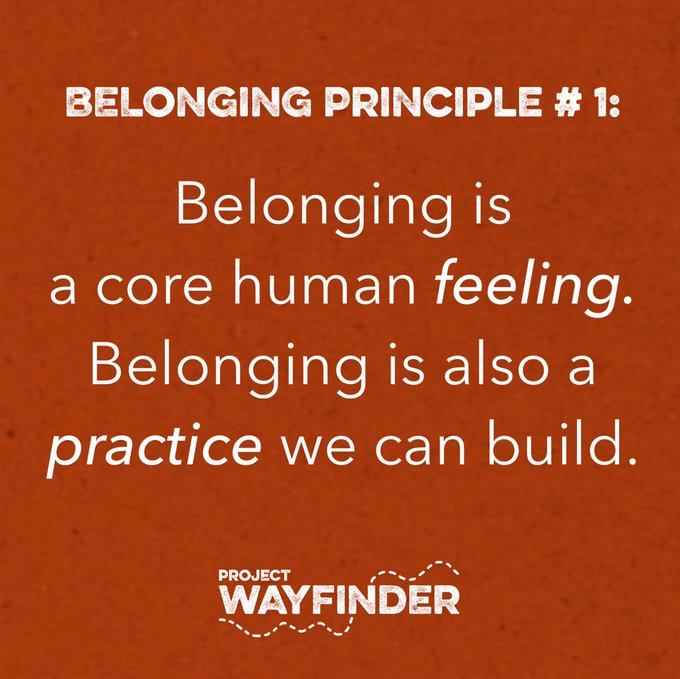 BELONGING PRINCIPLE # 1:
Belonging is
a core human feeling.
Belonging is also a
practice we can build.
PROJECT
WAYFINDER